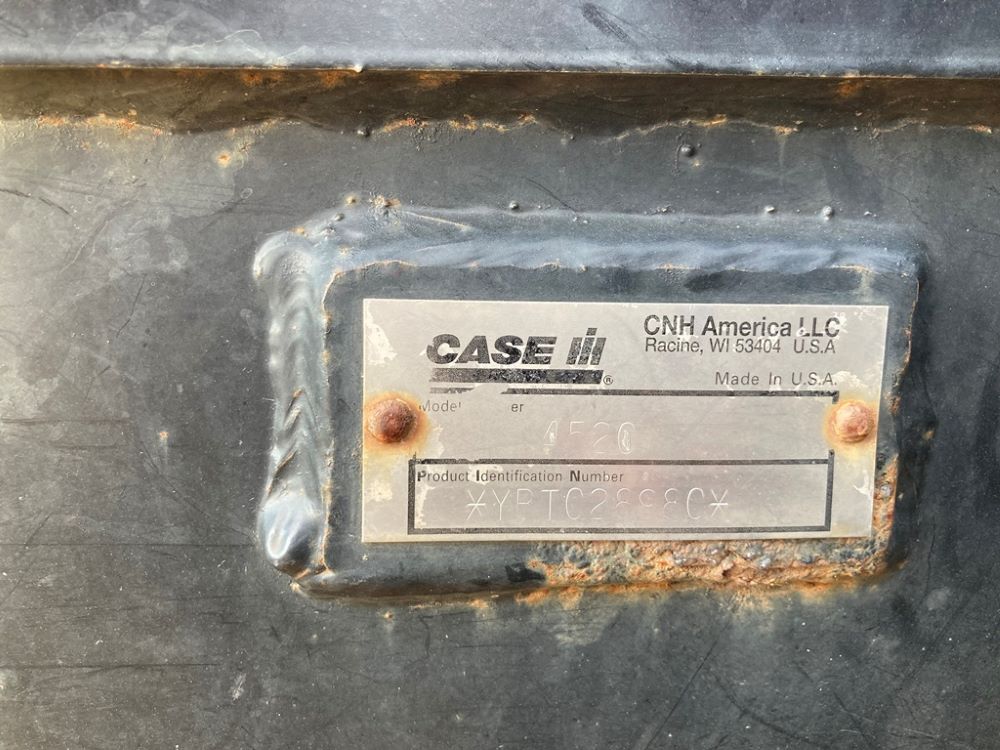 CASE IH ®
CNH America LLC
Racine, WI 53404 U.S.A
Made In U.S.A.
4520
Product Identification Number